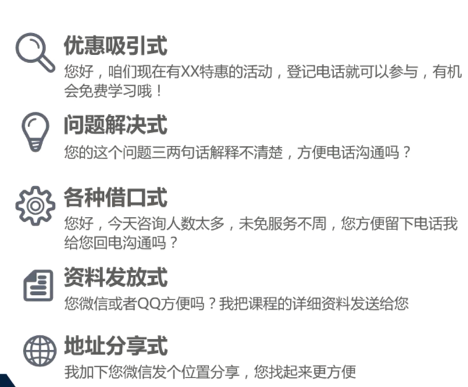 优惠吸引式
您好，咱们现在有XX特惠的活动，登记电话就可以参与，有机
会免费学习哦！
问题解决式
您的这个问题三两句话解释不清楚，方便电话沟通吗？
各种借口式
您好，今天咨询人数太多，未免服务不周，您方便留下电话我
给您回电沟通吗？
资料发放式
您微信或者QQ方便吗？我把课程的详细资料发送给您
地址分享式
我加下您微信发个位置分享，您找起来更方便